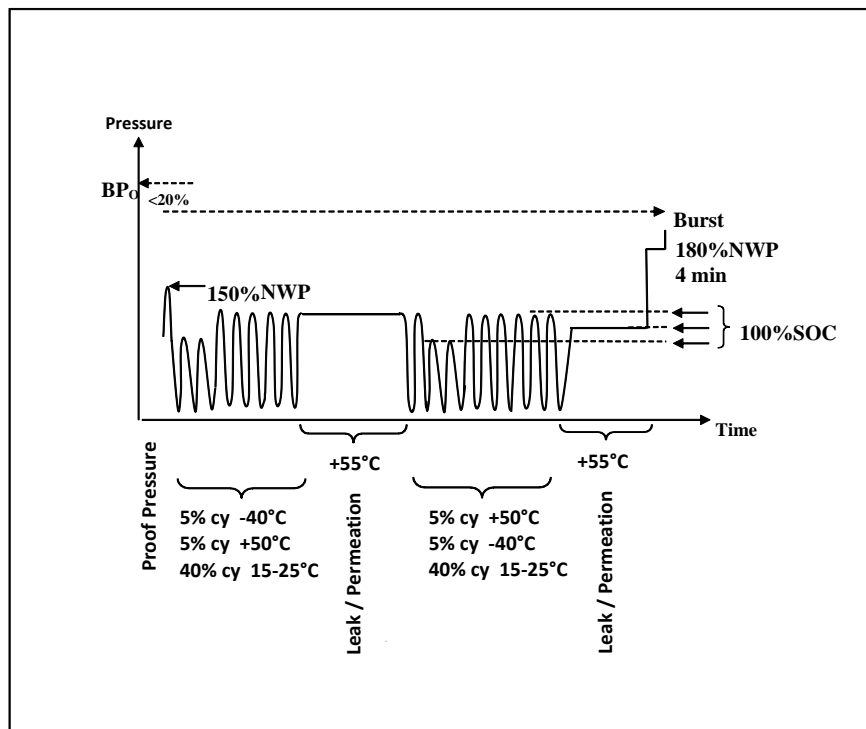 Pressure
BPO
<20%
Burst
180%NWP
4 min
150%NWP
100%SOC
Time
Proof Pressure
5% cy -40°C
5% cy +50°C
40% cy 15-25°C
+55°C
Leak / Permeation
5% cy +50°C
5% cy -40°C
40% cy 15-25°C
+55°C
Leak / Permeation